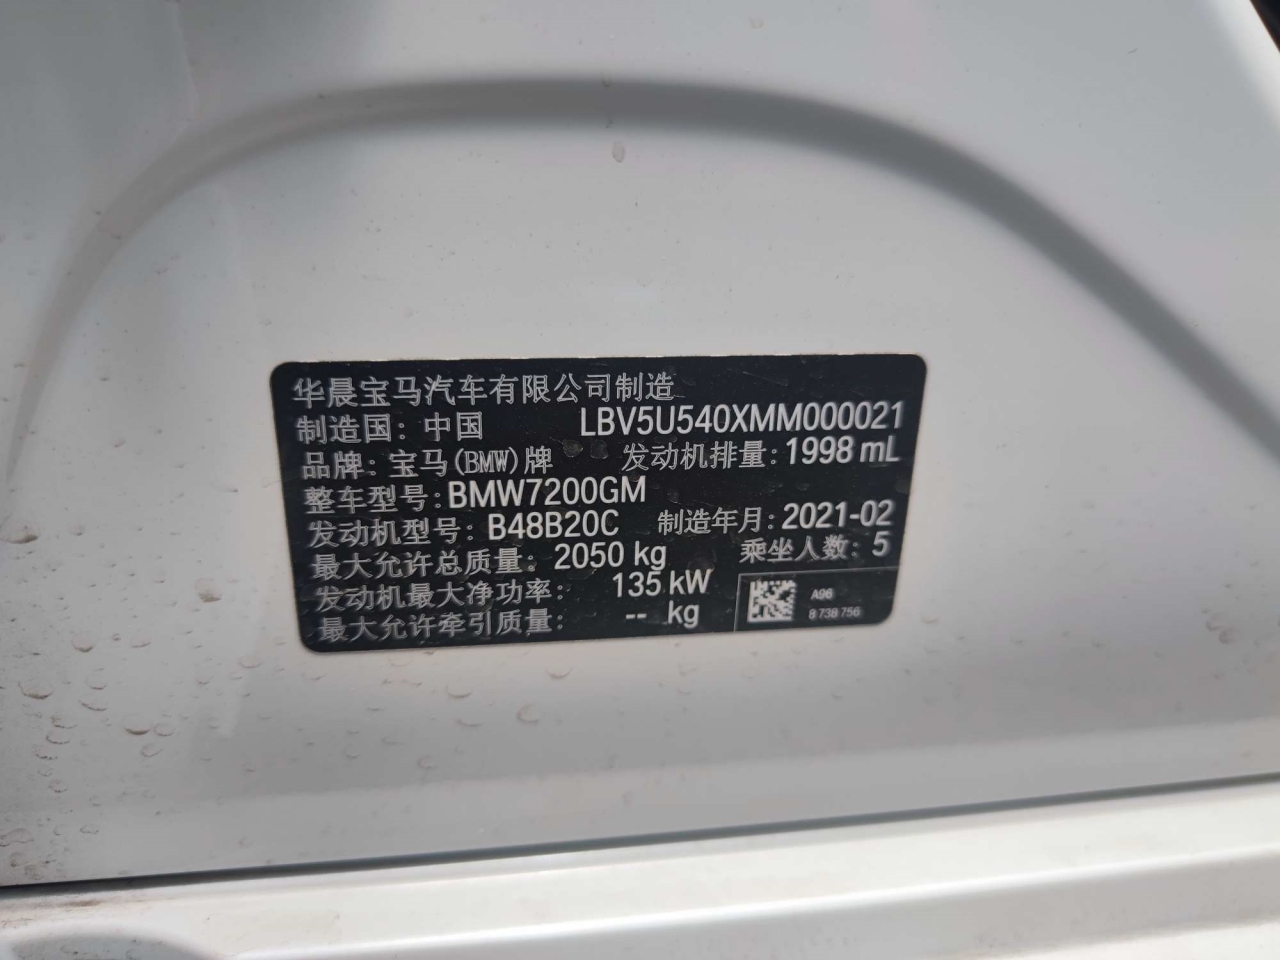 华晨宝马汽车有限公司制造
制造国：中国 LBV5U540XMM000021
品牌：宝马(BMW)牌 发动机排量：1998 mL
整车型号：BMW7200GM
发动机型号：B48B20C 制造年月：2021-02
最大允许总质量：2050 kg 乘坐人数：5
发动机最大净功率：135 kW
最大允许牵引质量：-- kg
A96
8 738 756